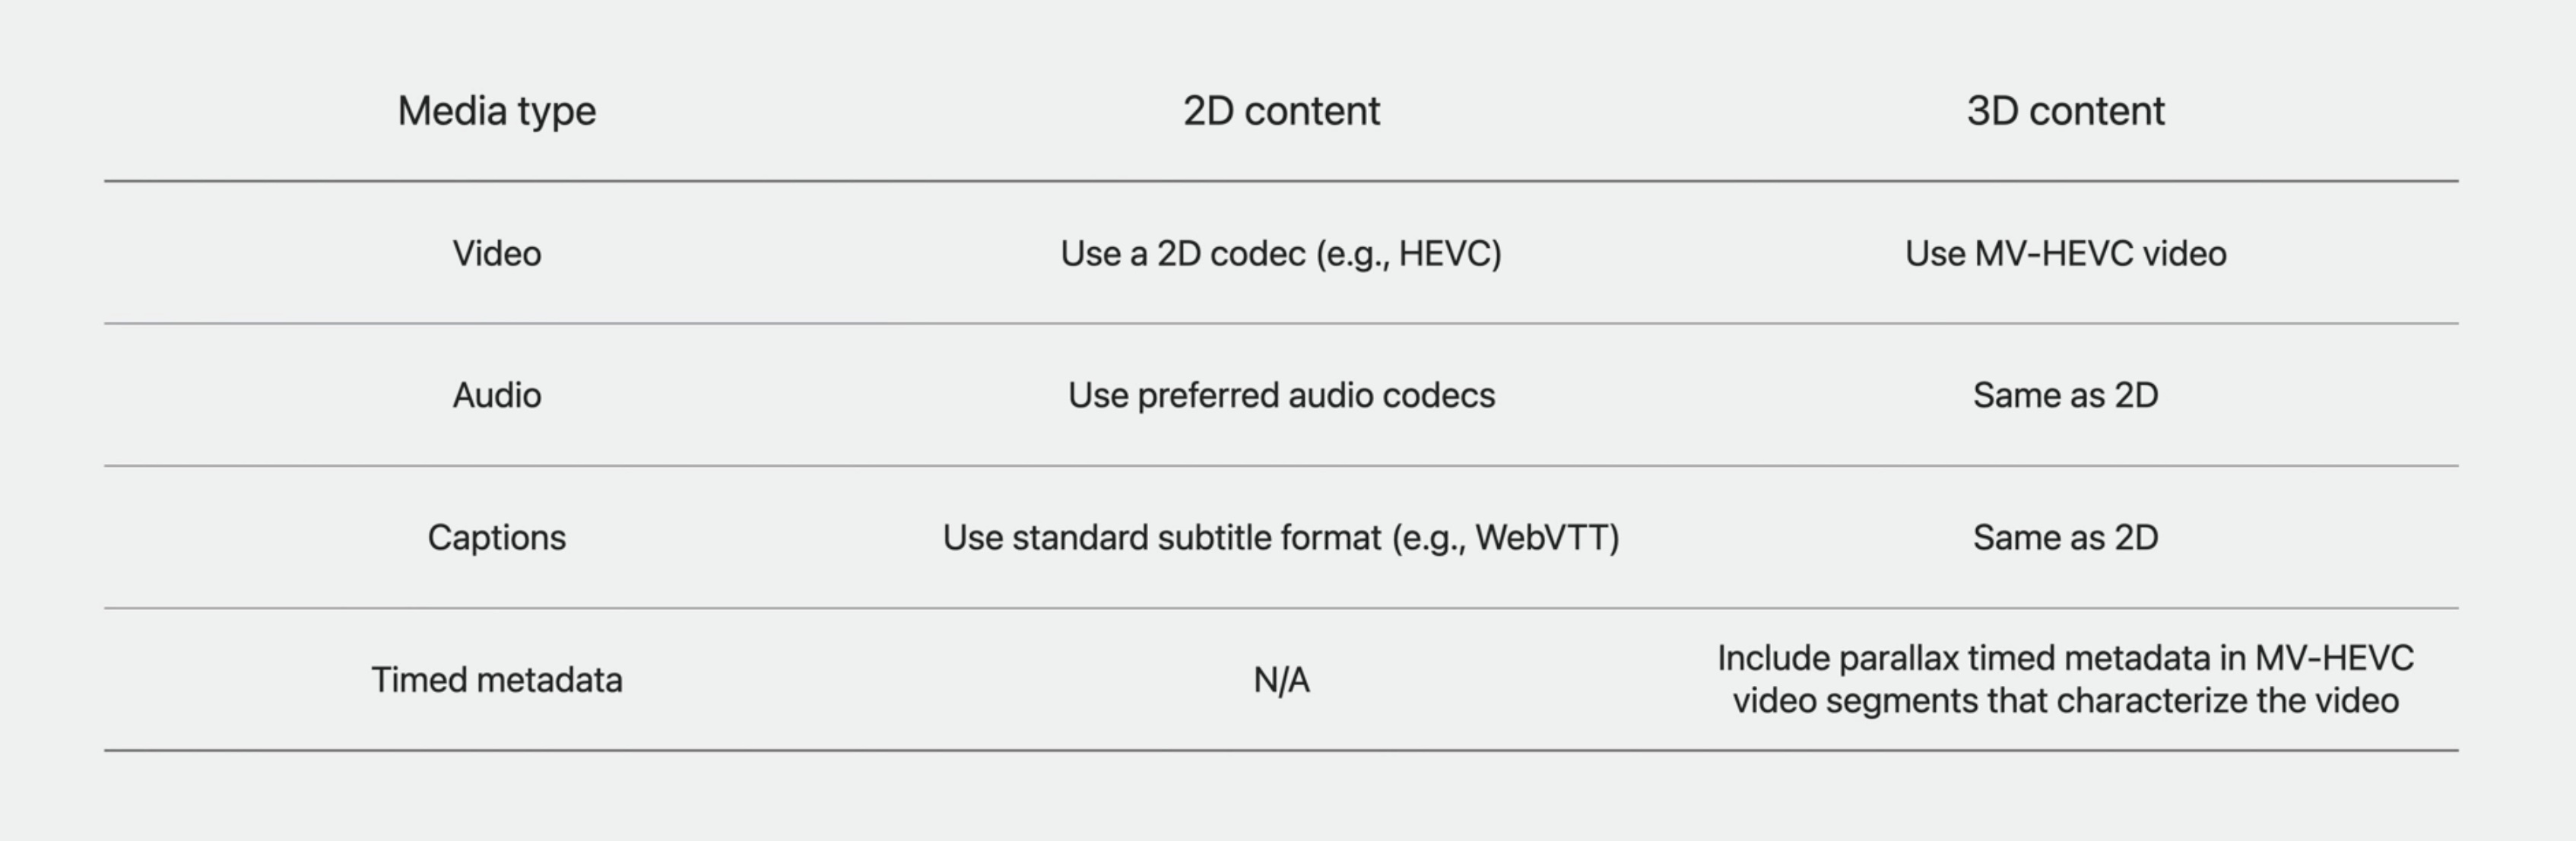 Media type 2D content 3D content
Video Use a 2D codec (e.g., HEVC) Use MV-HEVC video
Audio Use preferred audio codecs Same as 2D
Captions Use standard subtitle format (e.g., WebVTT) Same as 2D
Timed metadata N/A Include parallax timed metadata in MV-HEVC
video segments that characterize the video